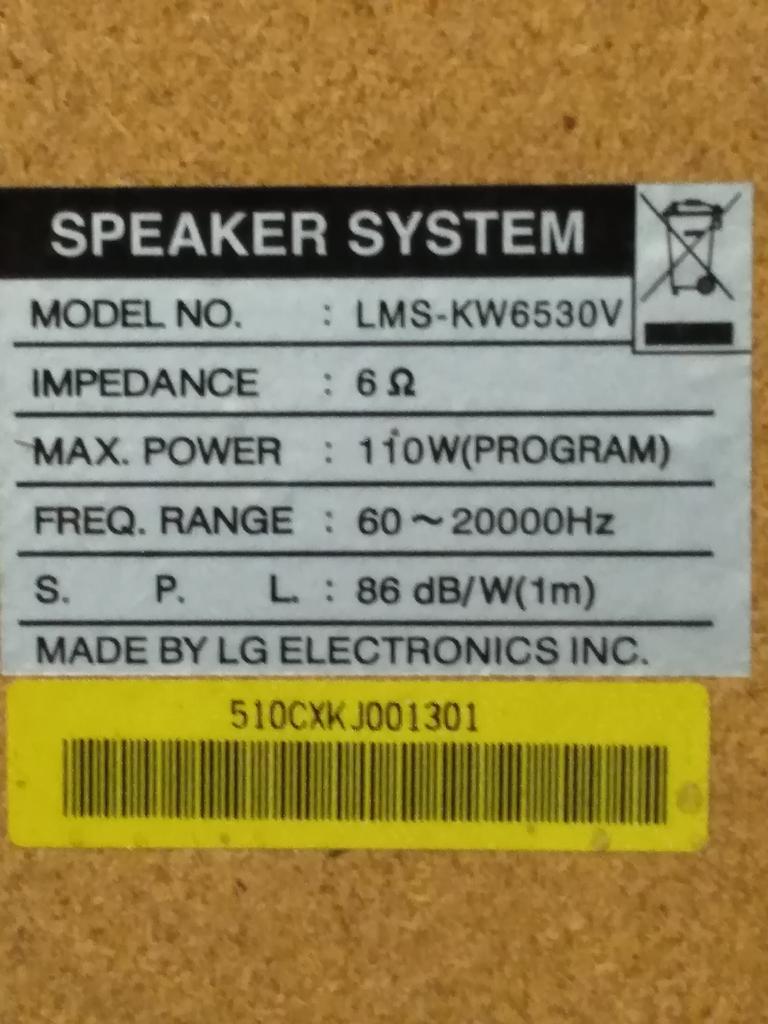 SPEAKER SYSTEM
MODEL NO. : LMS-KW6530V
IMPEDANCE : 6 Ω
MAX. POWER : 110W(PROGRAM)
FREQ. RANGE : 60 ~ 20000Hz
S. P. L. : 86 dB/W(1m)
MADE BY LG ELECTRONICS INC.
510CXKJ001301